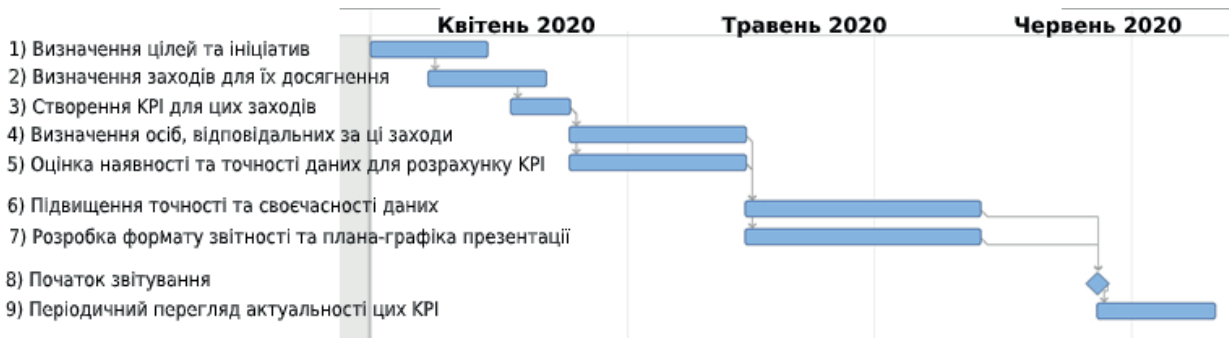 Квітень 2020 Травень 2020 Червень 2020
1) Визначення цілей та ініціатив
2) Визначення заходів для їх досягнення
3) Створення KPI для цих заходів
4) Визначення осіб, відповідальних за ці заходи
5) Оцінка наявності та точності даних для розрахунку KPI
6) Підвищення точності та своєчасності даних
7) Розробка формату звітності та плана-графіка презентації
8) Початок звітування
9) Періодичний перегляд актуальності цих KPI